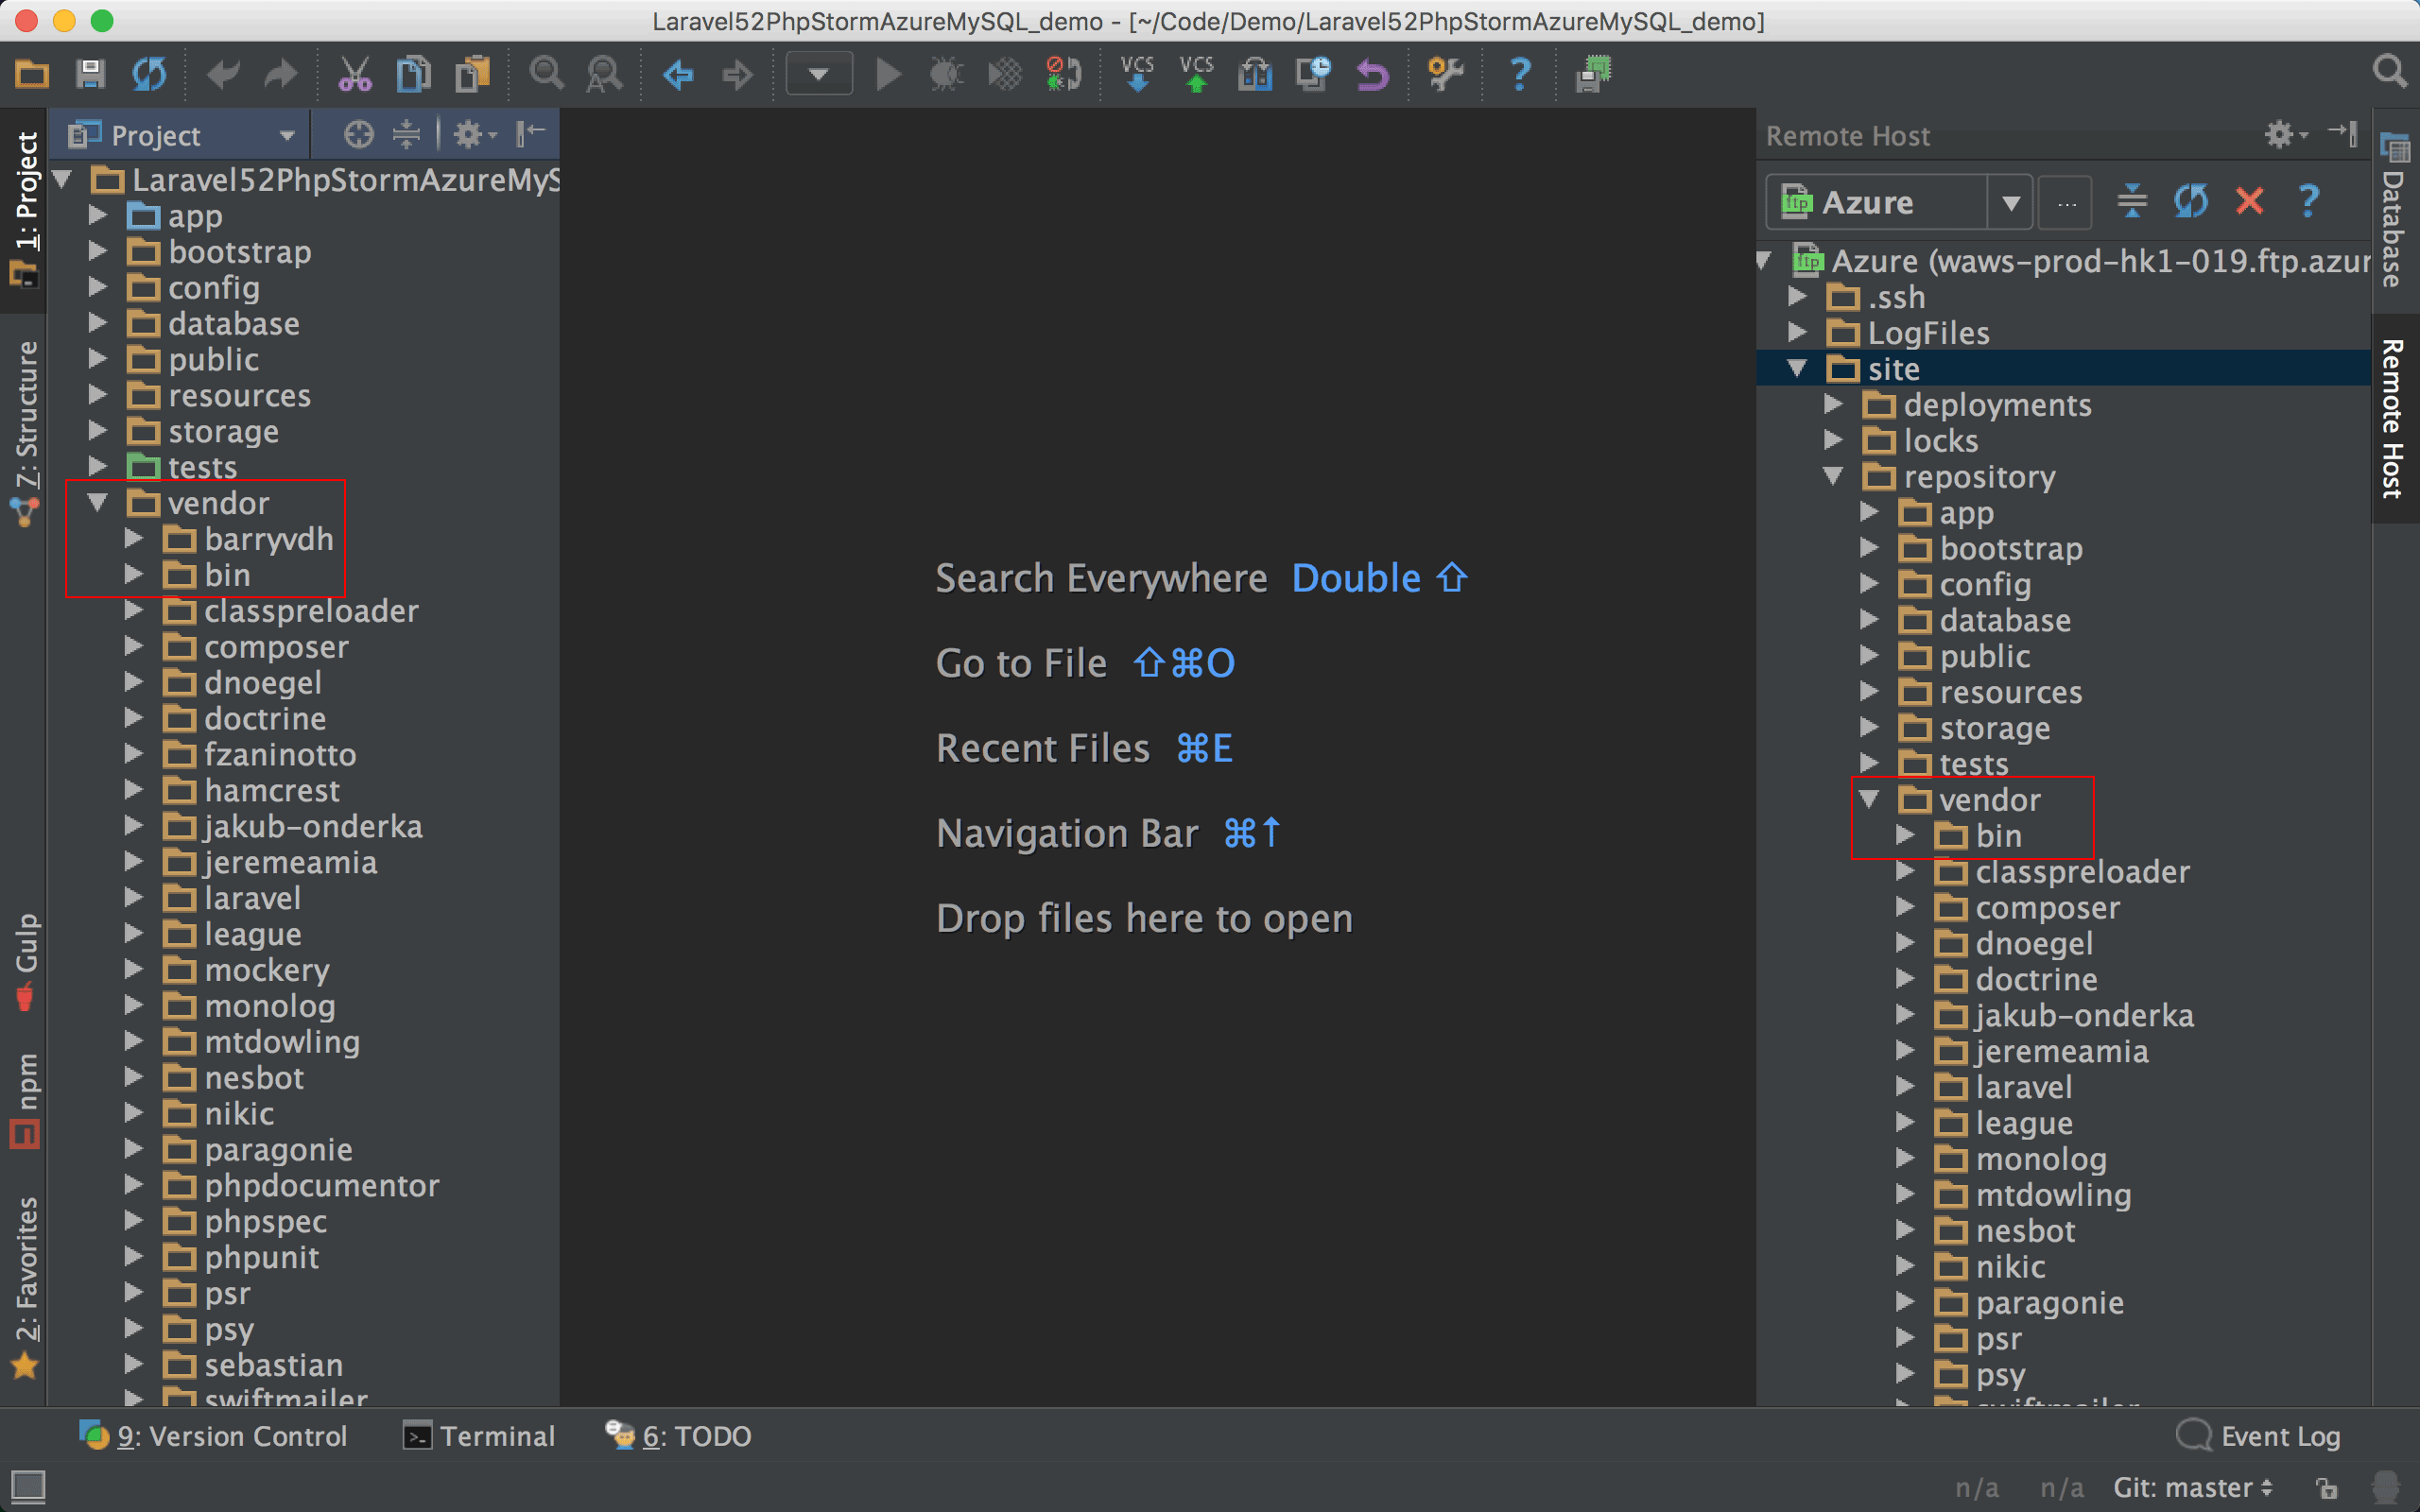 Laravel52PhpStormAzureMySQL_demo - [~/Code/Demo/Laravel52PhpStormAzureMySQL_demo]
VCS VCS ?
1: Project
7: Structure
Gulp
npm
2: Favorites
Project
Laravel52PhpStormAzureMyS
app
bootstrap
config
database
public
resources
storage
tests
vendor
barryvdh
bin
classpreloader
composer
dnoegel
doctrine
fzaninotto
hamcrest
jakub-onderka
jeremeamia
laravel
league
mockery
monolog
mtdowling
nesbot
nikic
paragonie
phpdocumentor
phpspec
phpunit
psr
psy
sebastian
swiftmailer
Search Everywhere Double ⇧
Go to File ⇧⌘O
Recent Files ⌘E
Navigation Bar ⌘↑
Drop files here to open
Remote Host
ftp Azure ... ?
ftp Azure (waws-prod-hk1-019.ftp.azur
.ssh
LogFiles
site
deployments
locks
repository
app
bootstrap
config
database
public
resources
storage
tests
vendor
bin
classpreloader
composer
dnoegel
doctrine
jakub-onderka
jeremeamia
laravel
league
monolog
mtdowling
nesbot
nikic
paragonie
psr
psy
swiftmailer
Database
Remote Host
9: Version Control Terminal 6: TODO Event Log
n/a n/a Git: master